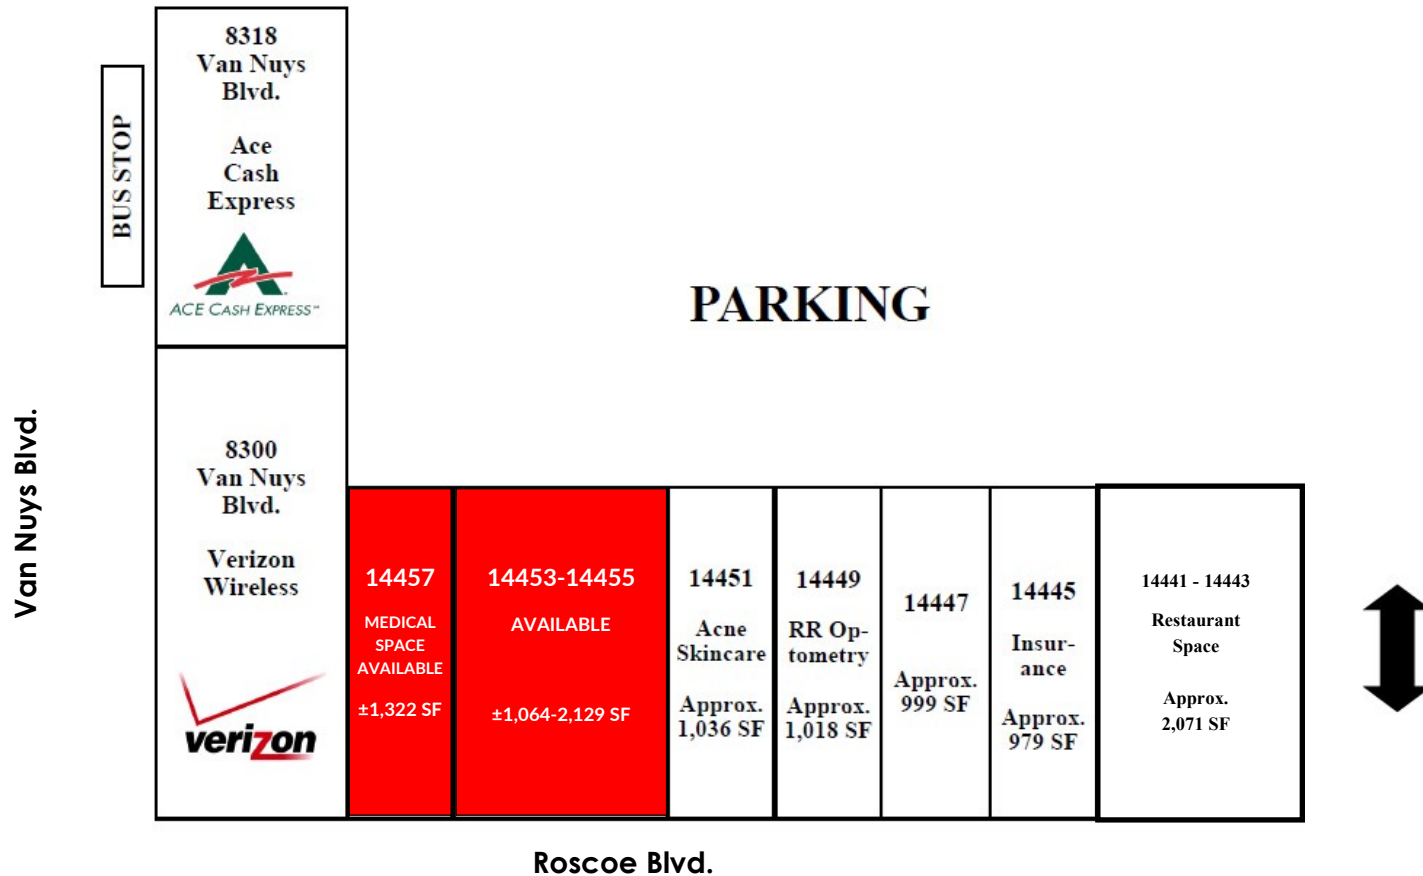 8318
Van Nuys
Blvd.
Ace
Cash
Express
ACE CASH EXPRESS
BUS STOP
PARKING
Van Nuys Blvd.
8300
Van Nuys
Blvd.
Verizon
Wireless
verizon
14457
MEDICAL
SPACE
AVAILABLE
±1,322 SF
14453-14455
AVAILABLE
±1,064-2,129 SF
14451
Acne
Skincare
Approx.
1,036 SF
14449
RR Op-
tometry
Approx.
1,018 SF
14447
Approx.
999 SF
14445
Insur-
ance
Approx.
979 SF
14441 - 14443
Restaurant
Space
Approx.
2,071 SF
Roscoe Blvd.